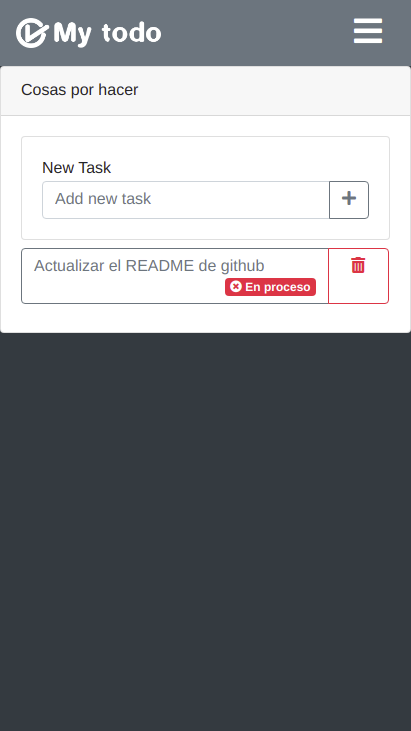 My todo
Cosas por hacer
New Task
Add new task
Actualizar el README de github
En proceso